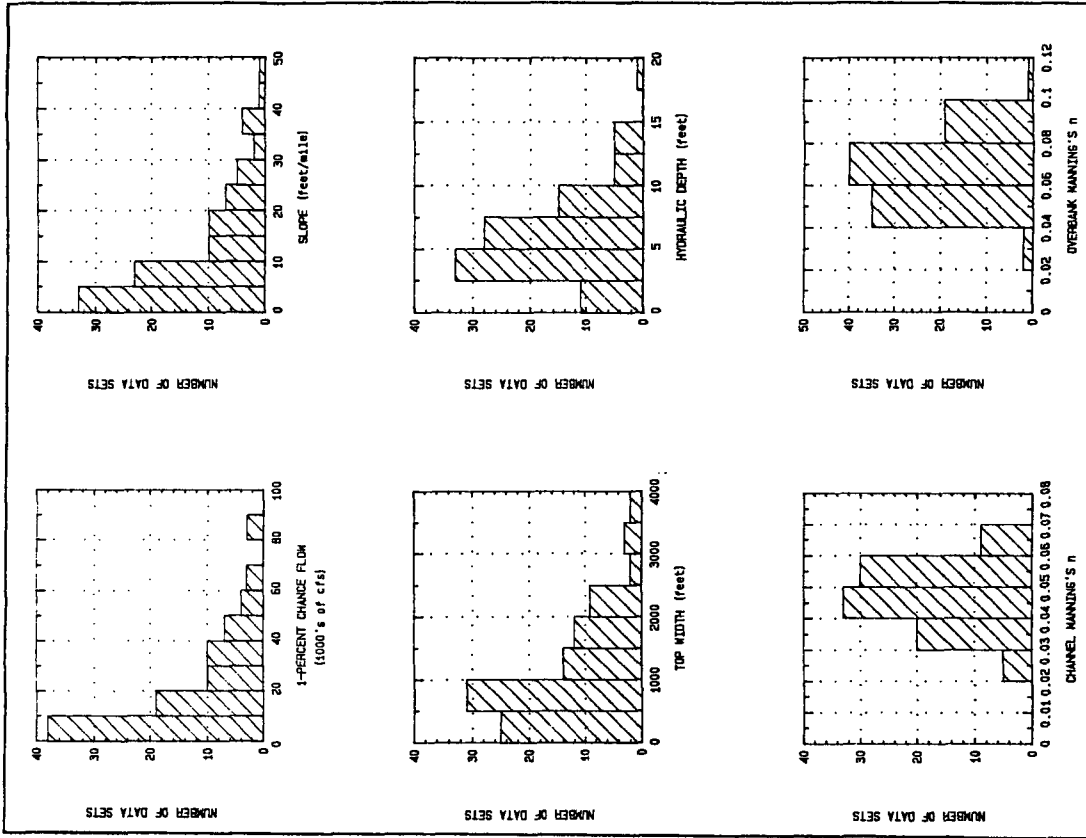 40
30
20
10
0
NUMBER OF DATA SETS
0 20 40 60 80 100
1-PERCENT CHANCE FLOW
(1000's of cfs)
40
30
20
10
0
NUMBER OF DATA SETS
0 10 20 30 40 50
SLOPE (feet/mile)
40
30
20
10
0
NUMBER OF DATA SETS
0 1000 2000 3000 4000
TOP WIDTH (feet)
40
30
20
10
0
NUMBER OF DATA SETS
0 5 10 15 20
HYDRAULIC DEPTH (feet)
40
30
20
10
0
NUMBER OF DATA SETS
0 0.01 0.02 0.03 0.04 0.05 0.06 0.07 0.08
CHANNEL MANNING'S n
50
40
30
20
10
0
NUMBER OF DATA SETS
0 0.02 0.04 0.06 0.08 0.1 0.12
OVERBANK MANNING'S n